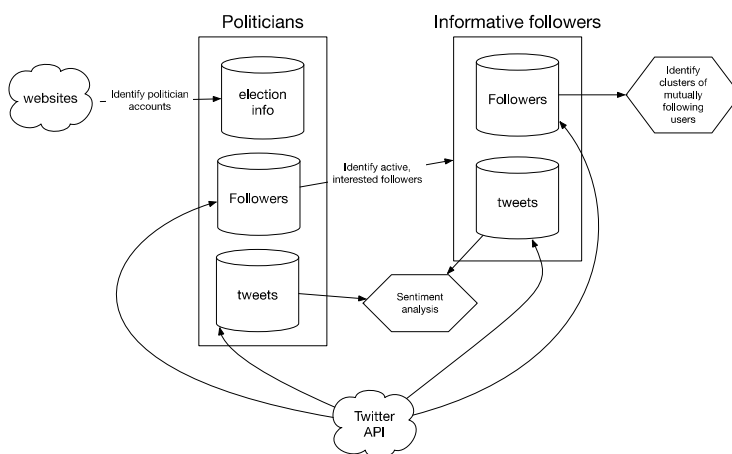 Politicians
Informative followers
websites
Identify politician
accounts
election
info
Followers
Identify
clusters of
mutually
following
users
Followers
Identify active,
interested followers
tweets
tweets
Sentiment
analysis
Twitter
API